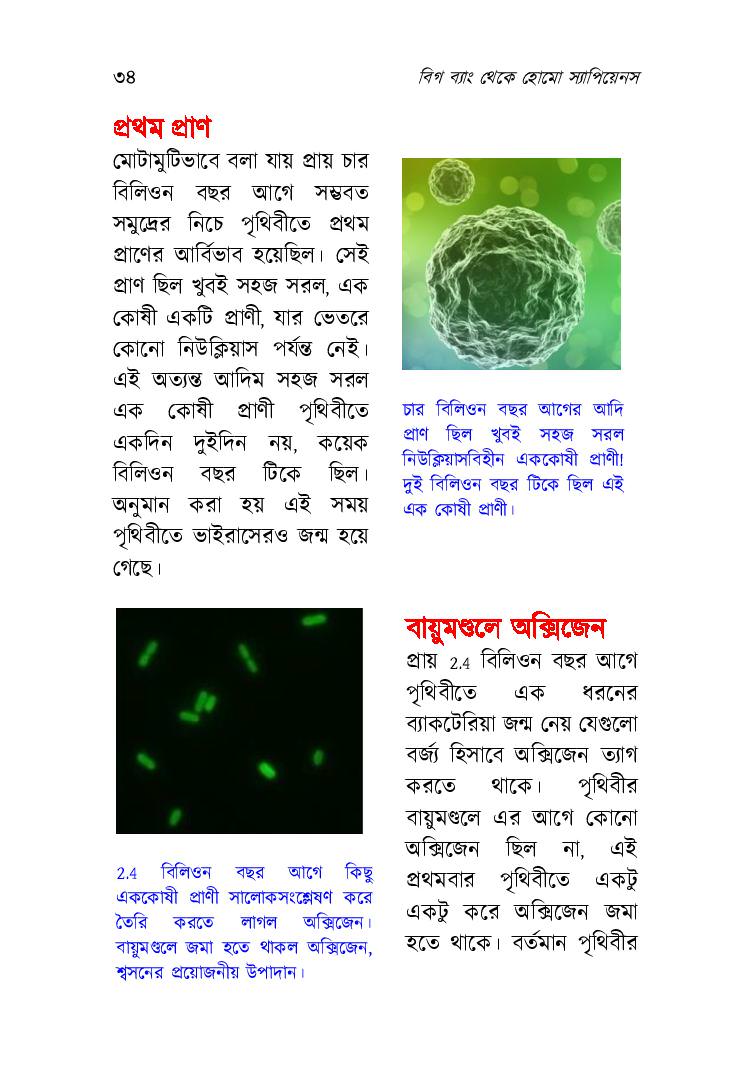 ৩৪
বিগ ব্যাং থেকে হোমো স্যাপিয়েনস
প্রথম প্রাণ
মোটামুটিভাবে বলা যায় প্রায় চার
বিলিওন বছর আগে সম্ভবত
সমুদ্রের নিচে পৃথিবীতে প্রথম
প্রাণের আর্বিভাব হয়েছিল। সেই
প্রাণ ছিল খুবই সহজ সরল, এক
কোষী একটি প্রাণী, যার ভেতরে
কোনো নিউক্লিয়াস পর্যন্ত নেই।
এই অত্যন্ত আদিম সহজ সরল
এক কোষী প্রাণী পৃথিবীতে
একদিন দুইদিন নয়, কয়েক
বিলিওন বছর টিকে ছিল।
অনুমান করা হয় এই সময়
পৃথিবীতে ভাইরাসেরও জন্ম হয়ে
গেছে।
চার বিলিওন বছর আগের আদি
প্রাণ ছিল খুবই সহজ সরল
নিউক্লিয়াসবিহীন এককোষী প্রাণী!
দুই বিলিওন বছর টিকে ছিল এই
এক কোষী প্রাণী।
2.4 বিলিওন বছর আগে কিছু
এককোষী প্রাণী সালোকসংশ্লেষণ করে
তৈরি করতে লাগল অক্সিজেন।
বায়ুমণ্ডলে জমা হতে থাকল অক্সিজেন,
শ্বসনের প্রয়োজনীয় উপাদান।
বায়ুমণ্ডলে অক্সিজেন
প্রায় 2.4 বিলিওন বছর আগে
পৃথিবীতে এক ধরনের
ব্যাকটেরিয়া জন্ম নেয় যেগুলো
বর্জ্য হিসাবে অক্সিজেন ত্যাগ
করতে থাকে। পৃথিবীর
বায়ুমণ্ডলে এর আগে কোনো
অক্সিজেন ছিল না, এই
প্রথমবার পৃথিবীতে একটু
একটু করে অক্সিজেন জমা
হতে থাকে। বর্তমান পৃথিবীর